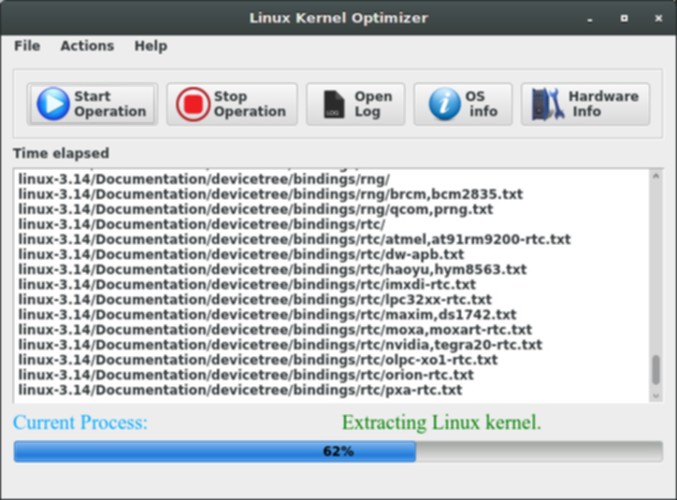 Linux Kernel Optimizer
File Actions Help
Start Operation
Stop Operation
Open Log
OS info
Hardware Info
Time elapsed
linux-3.14/Documentation/devicetree/bindings/rng/
linux-3.14/Documentation/devicetree/bindings/rng/brcm,bcm2835.txt
linux-3.14/Documentation/devicetree/bindings/rng/qcom,prng.txt
linux-3.14/Documentation/devicetree/bindings/rtc/
linux-3.14/Documentation/devicetree/bindings/rtc/atmel,at91rm9200-rtc.txt
linux-3.14/Documentation/devicetree/bindings/rtc/dw-apb.txt
linux-3.14/Documentation/devicetree/bindings/rtc/haoyu,hym8563.txt
linux-3.14/Documentation/devicetree/bindings/rtc/imxdi-rtc.txt
linux-3.14/Documentation/devicetree/bindings/rtc/lpc32xx-rtc.txt
linux-3.14/Documentation/devicetree/bindings/rtc/maxim,ds1742.txt
linux-3.14/Documentation/devicetree/bindings/rtc/moxa,moxart-rtc.txt
linux-3.14/Documentation/devicetree/bindings/rtc/nvidia,tegra20-rtc.txt
linux-3.14/Documentation/devicetree/bindings/rtc/olpc-xo1-rtc.txt
linux-3.14/Documentation/devicetree/bindings/rtc/orion-rtc.txt
linux-3.14/Documentation/devicetree/bindings/rtc/pxa-rtc.txt
Current Process: Extracting Linux kernel.
62%